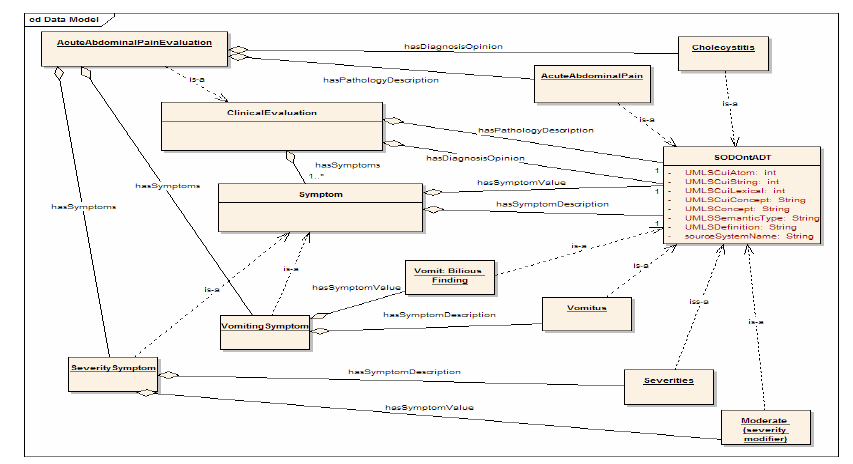 cd Data Model
AcuteAbdominalPainEvaluation
hasDiagnosisOpinion
Cholecystitis
hasPathologyDescription
AcuteAbdominalPain
is-a
is-a
is-a
ClinicalEvaluation
hasPathologyDescription
hasDiagnosisOpinion
hasSymptoms
1..*
SODOntADT
1
- UMLSCuiAtom: int
- UMLSCuiString: int
- UMLSCuiLexical: int
- UMLSCuiConcept: String
- UMLSConcept: String
- UMLSSemanticType: String
- UMLSDefinition: String
- sourceSystemName: String
1
1
Symptom
hasSymptomValue
hasSymptomDescription
hasSymptoms
is-a
is-a
is-a
Vomit: Bilious
Finding
is-a
hasSymptomValue
Vomitus
hasSymptomDescription
VomitingSymptom
iss-a
is-a
SeveritySymptom
hasSymptomDescription
Severities
hasSymptomValue
Moderate
(severity
modifier)